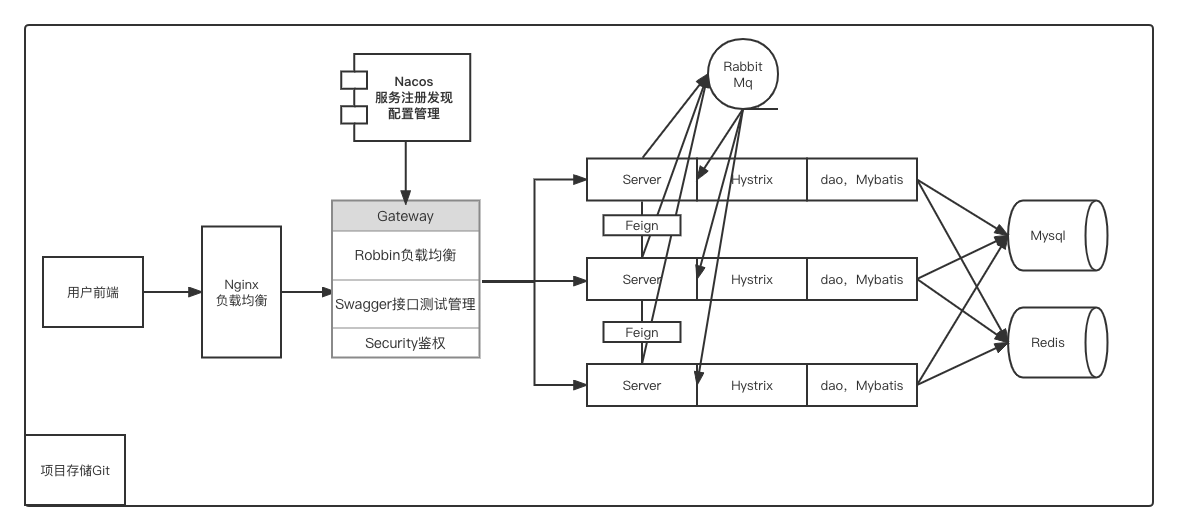 Nacos
服务注册发现
配置管理
Rabbit
Mq
Gateway
Robbin负载均衡
Swagger接口测试管理
Security鉴权
用户前端
Nginx
负载均衡
Server
Hystrix
dao，Mybatis
Feign
Server
Hystrix
dao，Mybatis
Feign
Server
Hystrix
dao，Mybatis
Mysql
Redis
项目存储Git